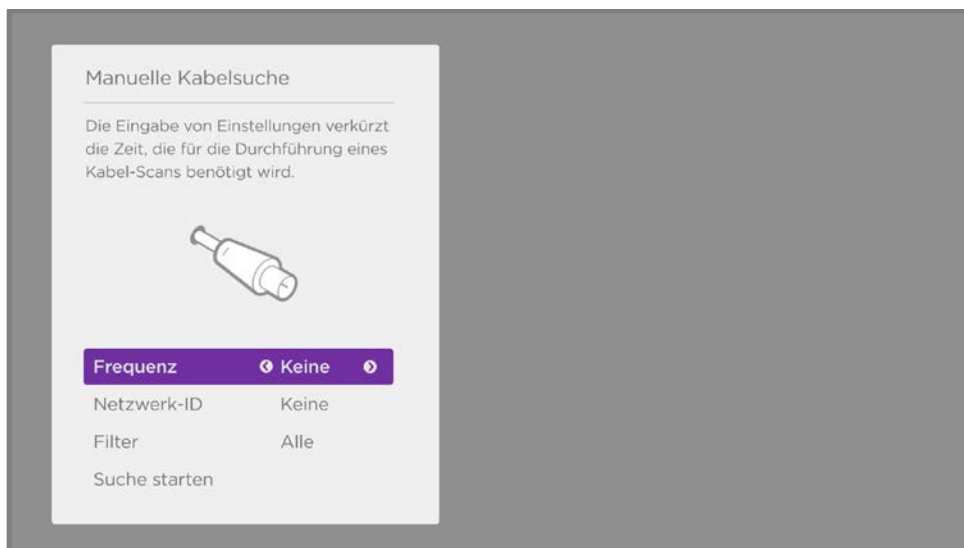 Manuelle Kabelsuche
Die Eingabe von Einstellungen verkürzt
die Zeit, die für die Durchführung eines
Kabel-Scans benötigt wird.
Frequenz Keine
Netzwerk-ID Keine
Filter Alle
Suche starten